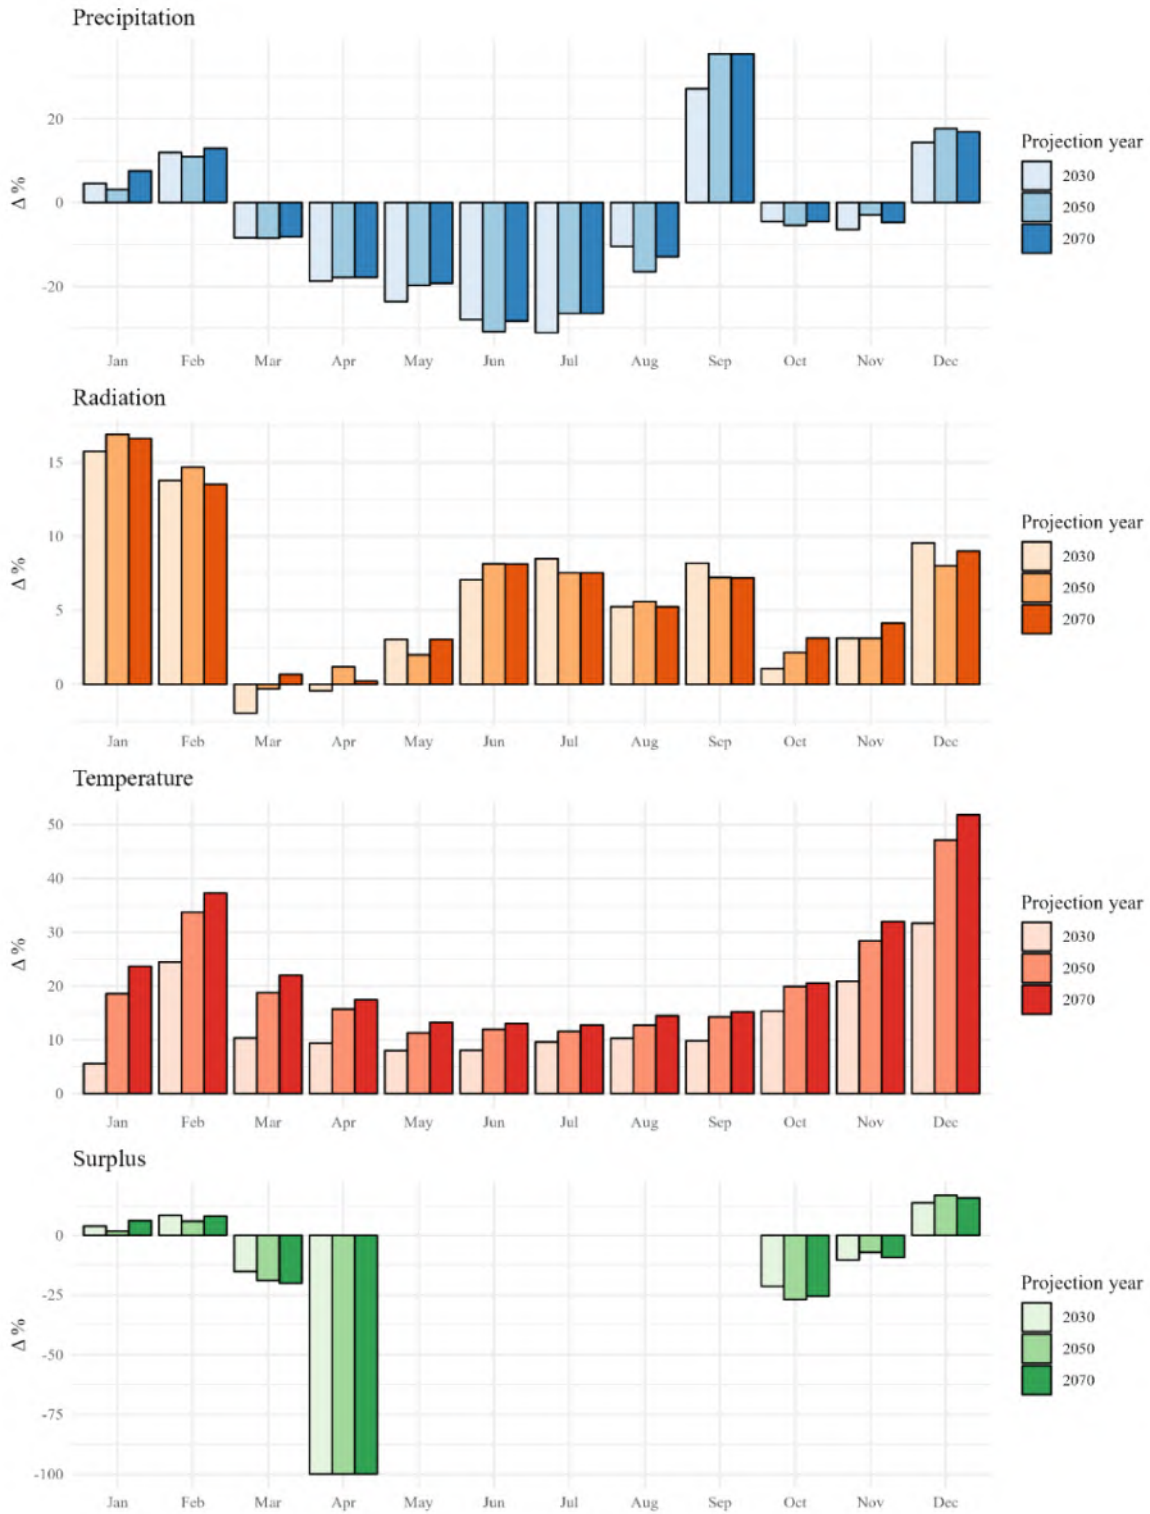 Precipitation
20
0
-20
Δ %
Jan Feb Mar Apr May Jun Jul Aug Sep Oct Nov Dec
Projection year
2030
2050
2070
Radiation
15
10
5
0
Δ %
Jan Feb Mar Apr May Jun Jul Aug Sep Oct Nov Dec
Projection year
2030
2050
2070
Temperature
50
40
30
20
10
0
Δ %
Jan Feb Mar Apr May Jun Jul Aug Sep Oct Nov Dec
Projection year
2030
2050
2070
Surplus
0
-25
-50
-75
-100
Δ %
Jan Feb Mar Apr May Jun Jul Aug Sep Oct Nov Dec
Projection year
2030
2050
2070